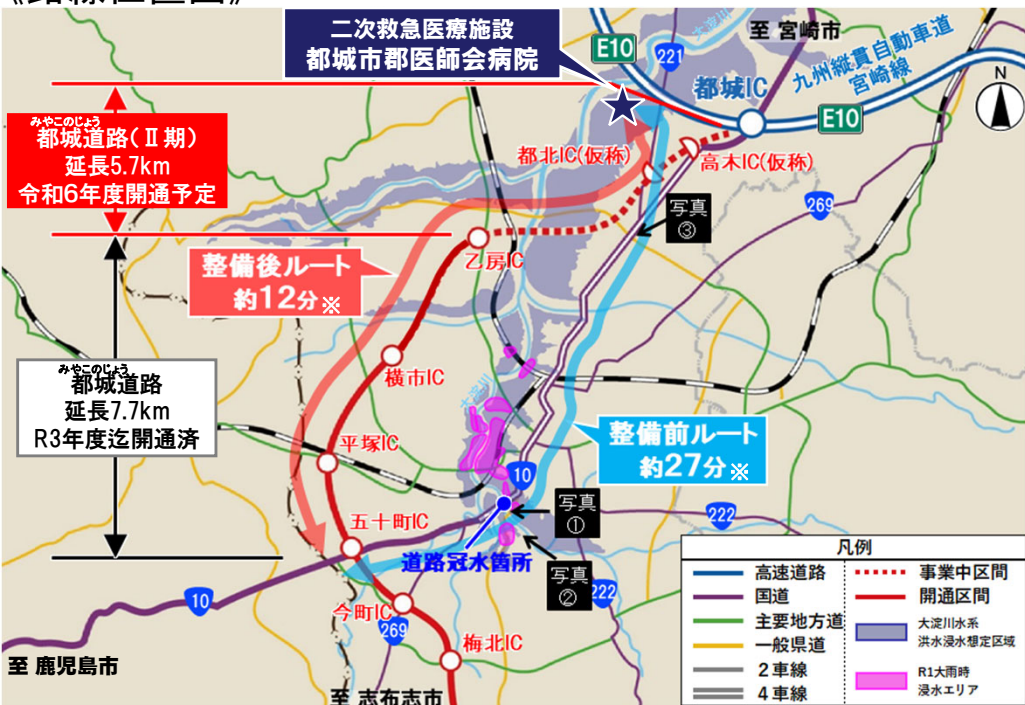 《路線位置図》
二次救急医療施設
都城市郡医師会病院
至 宮崎市
E10
221
大淀川
都城IC
九州縦貫自動車道
宮崎線
E10
N
みやこのじょう
都城道路(Ⅱ期)
延長5.7km
令和6年度開通予定
都北IC(仮称)
高木IC(仮称)
269
写真
③
乙房IC
整備後ルート
約12分※
みやこのじょう
都城道路
延長7.7km
R3年度迄開通済
横市IC
大淀川
平塚IC
整備前ルート
約27分※
10
写真
①
222
五十町IC
道路冠水箇所
写真
②
222
10
今町IC
269
梅北IC
至 鹿児島市
至 志布志市
凡例
高速道路
国道
主要地方道
一般県道
2車線
4車線
事業中区間
開通区間
大淀川水系
洪水浸水想定区域
R1大雨時
浸水エリア